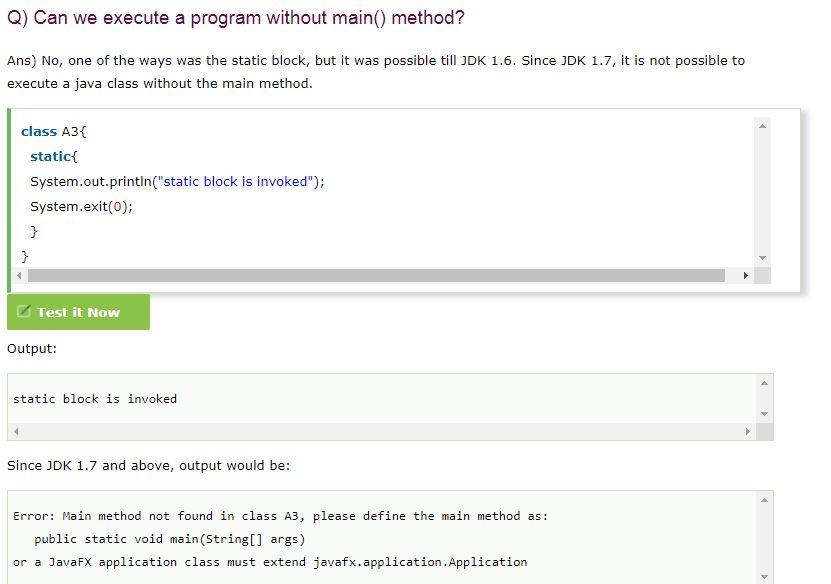 Q) Can we execute a program without main() method?
Ans) No, one of the ways was the static block, but it was possible till JDK 1.6. Since JDK 1.7, it is not possible to
execute a java class without the main method.
class A3{
static{
System.out.println("static block is invoked");
System.exit(0);
}
}
Test it Now
Output:
static block is invoked
Since JDK 1.7 and above, output would be:
Error: Main method not found in class A3, please define the main method as:
public static void main(String[] args)
or a JavaFX application class must extend javafx.application.Application